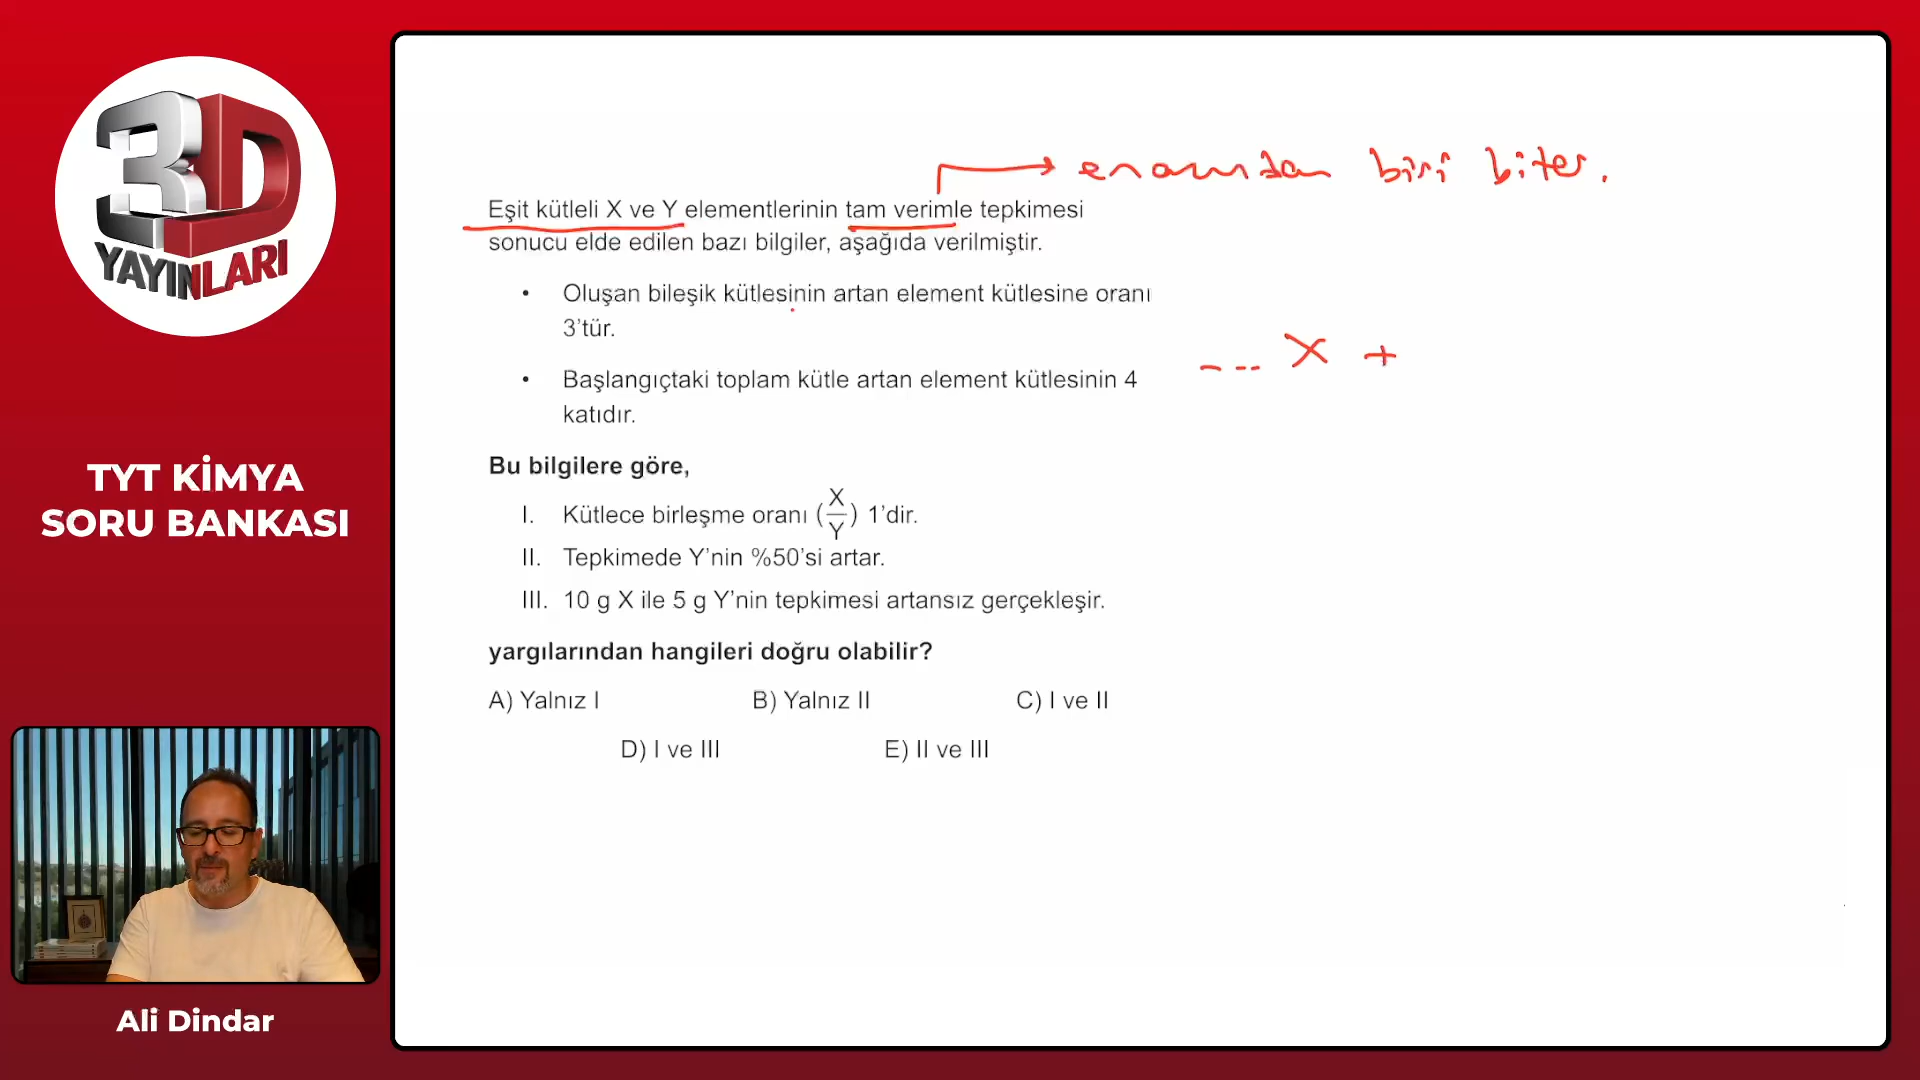 3D
YAYINLARI
TYT KİMYA
SORU BANKASI
Ali Dindar
biri biter.
Eşit kütleli X ve Y elementlerinin tam verimle tepkimesi
sonucu elde edilen bazı bilgiler, aşağıda verilmiştir.
• Oluşan bileşik kütlesinin artan element kütlesine oranı
3’tür.
--- X +
• Başlangıçtaki toplam kütle artan element kütlesinin 4
katıdır.
Bu bilgilere göre,
I. Kütlece birleşme oranı (X/Y) 1’dir.
II. Tepkimede Y’nin %50’si artar.
III. 10 g X ile 5 g Y’nin tepkimesi artansız gerçekleşir.
yargılarından hangileri doğru olabilir?
A) Yalnız I B) Yalnız II C) I ve II
D) I ve III E) II ve III